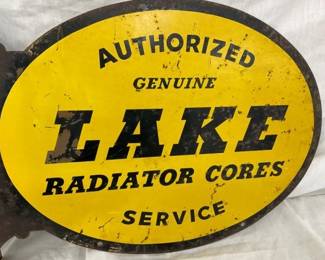 AUTHORIZED
GENUINE
LAKE
RADIATOR CORES
SERVICE